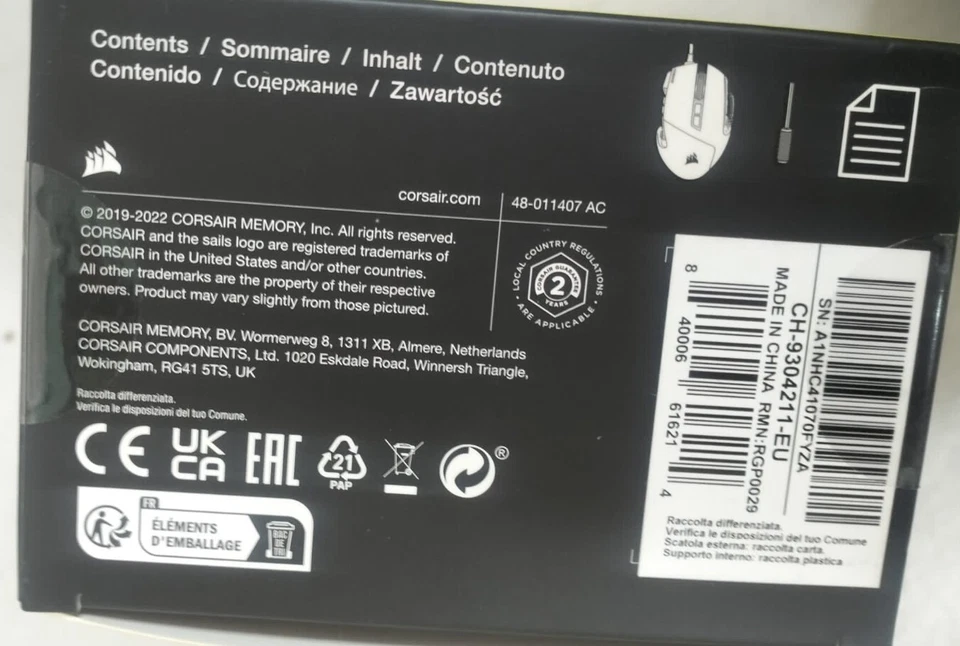 Contents / Sommaire / Inhalt / Contenuto
Contenido / Содержание / Zawartość
corsair.com
48-011407 AC
© 2019-2022 CORSAIR MEMORY, Inc. All rights reserved.
CORSAIR and the sails logo are registered trademarks of
CORSAIR in the United States and/or other countries.
All other trademarks are the property of their respective
owners. Product may vary slightly from those pictured.
LOCAL COUNTRY REGULATIONS
• ARE APPLICABLE •
CORSAIR GUARANTEE
2
YEARS
CORSAIR MEMORY, BV. Wormerweg 8, 1311 XB, Almere, Netherlands
CORSAIR COMPONENTS, Ltd. 1020 Eskdale Road, Winnersh Triangle,
Wokingham, RG41 5TS, UK
Raccolta differenziata.
Verifica le disposizioni del tuo Comune.
CE
UK
CA
EAC
21
PAP
®
FR
ÉLÉMENTS
D'EMBALLAGE
BAC
DE
TRI
SN: A1NHC41070FYZA
CH-9304211-EU
MADE IN CHINA RMN:RGP0029
8 40006 61621 4
Raccolta differenziata.
Verifica le disposizioni del tuo Comune
Scatola esterna: raccolta carta.
Supporto interno: raccolta plastica